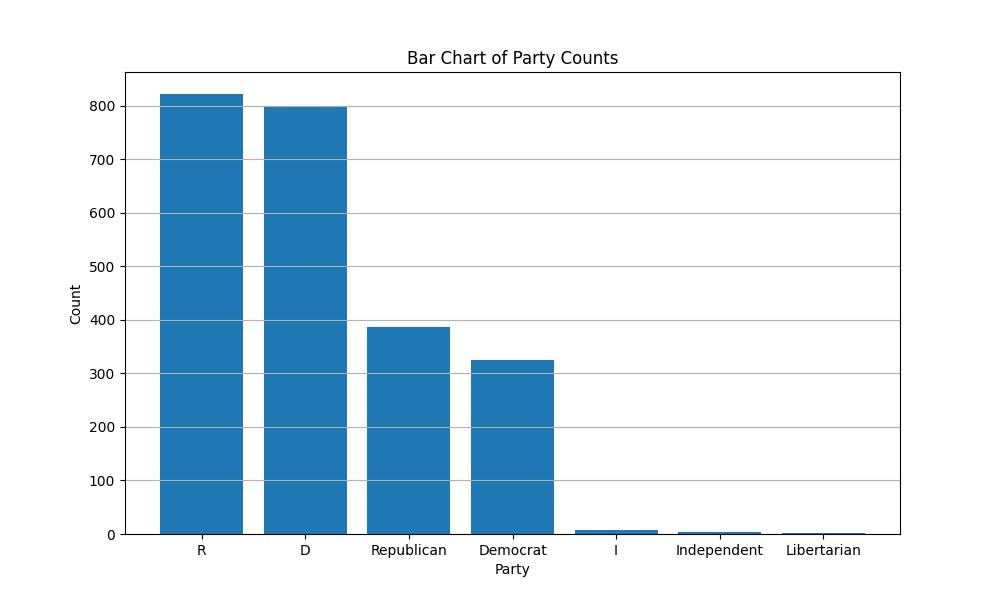 Bar Chart of Party Counts
800
700
600
500
400
300
200
100
0
Count
R D Republican Democrat I Independent Libertarian
Party